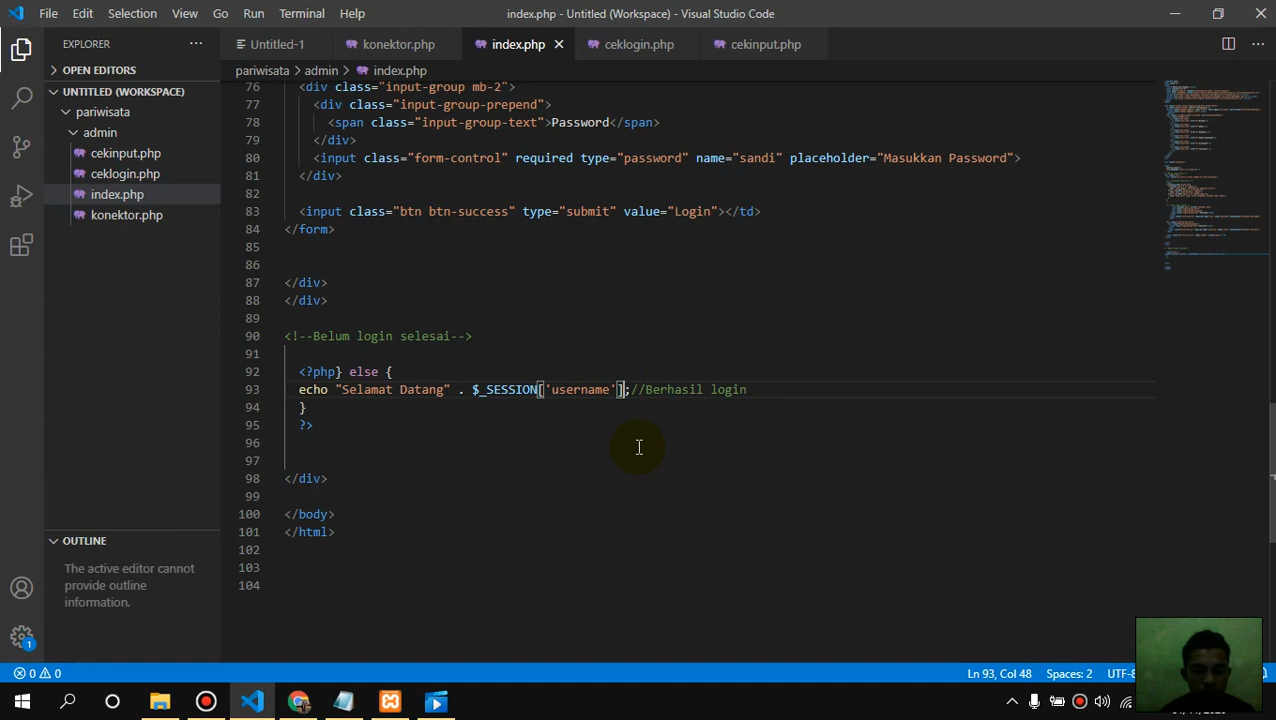 File Edit Selection View Go Run Terminal Help index.php - Untitled (Workspace) - Visual Studio Code
EXPLORER
Untitled-1 konektor.php index.php ceklogin.php cekinput.php
OPEN EDITORS
UNTITLED (WORKSPACE)
pariwisata
admin
cekinput.php
ceklogin.php
index.php
konektor.php
pariwisata > admin > index.php
76 <div class="input-group mb-2">
77 <div class="input-group-prepend">
78 <span class="input-group-text">Password</span>
79 </div>
80 <input class="form-control" required type="password" name="sandi" placeholder="Masukkan Password">
81 </div>
82
83 <input class="btn btn-success" type="submit" value="Login"></td>
84 </form>
85
86
87 </div>
88 </div>
89
90 <!--Belum login selesai-->
91
92 <?php} else {
93 echo "Selamat Datang" . $_SESSION['username'];//Berhasil login
94 }
95 ?>
96
97
98 </div>
99
100 </body>
101 </html>
102
103
104
OUTLINE
The active editor cannot
provide outline
information.
1
0 0 Ln 93, Col 48 Spaces: 2